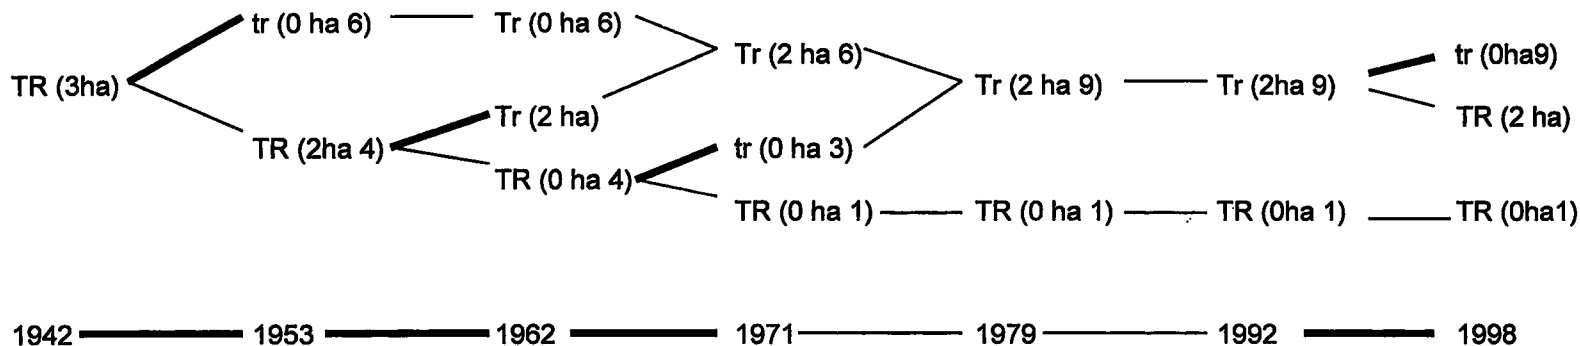 tr (0 ha 6) Tr (0 ha 6)
Tr (2 ha 6) tr (0ha9)
TR (3ha) Tr (2 ha 9) Tr (2ha 9)
Tr (2 ha) TR (2 ha)
TR (2ha 4) tr (0 ha 3)
TR (0 ha 4)
TR (0 ha 1) TR (0 ha 1) TR (0ha 1) TR (0ha1)
1942 1953 1962 1971 1979 1992 1998